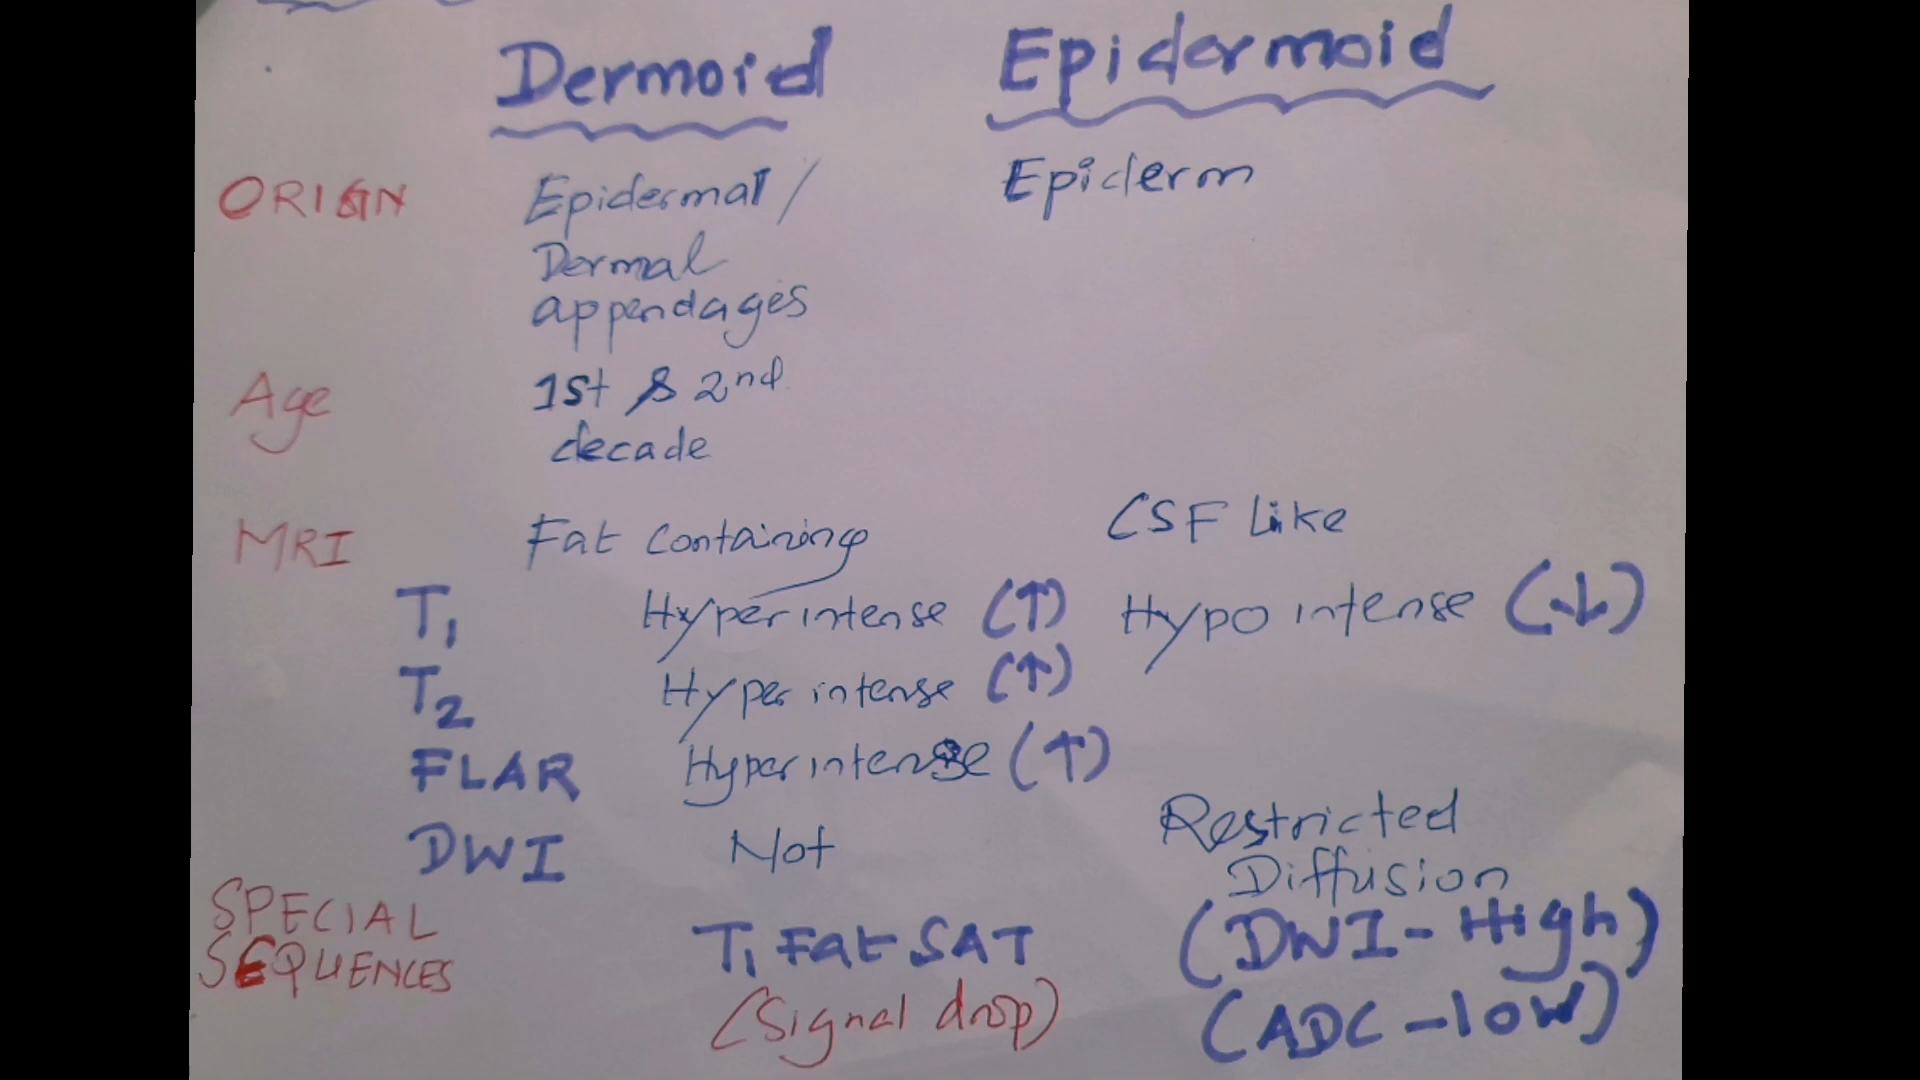 Dermoid Epidermoid
ORIGN Epidermal / Epiderm
Dermal
appendages
Age 1st & 2nd
decade
MRI Fat containing CSF Like
T1 Hyperintense (↑) Hypo intense (↓)
T2 Hyper intense (↑)
FLAR Hyperintense (↑)
DWI Not Restricted
Diffusion
SPECIAL
SEQUENCES T1 Fat SAT (DWI - High)
(Signal drop) (ADC - low)